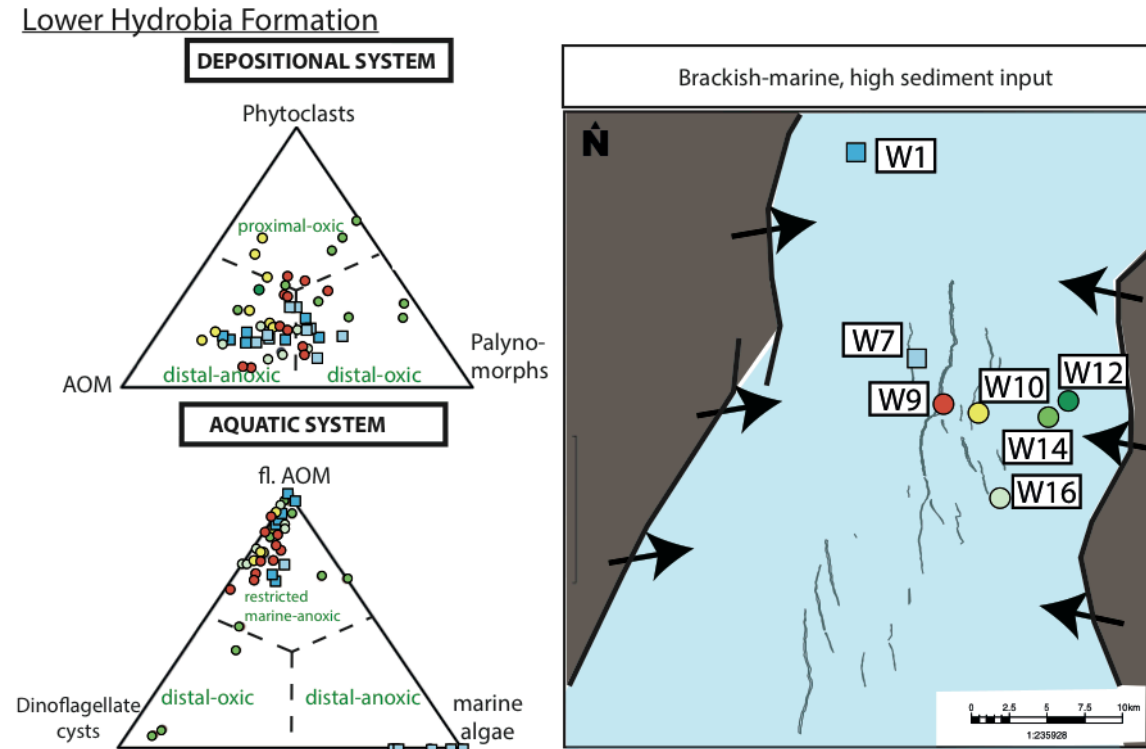 Lower Hydrobia Formation
DEPOSITIONAL SYSTEM
Phytoclasts
proximal-oxic
AOM
distal-anoxic
distal-oxic
Palyno-
morphs
AQUATIC SYSTEM
fl. AOM
restricted
marine-anoxic
distal-oxic
distal-anoxic
Dinoflagellate
cysts
marine
algae
Brackish-marine, high sediment input
N
W1
W7
W9
W10
W12
W14
W16
0 2.5 5 7.5 10km
1:235928